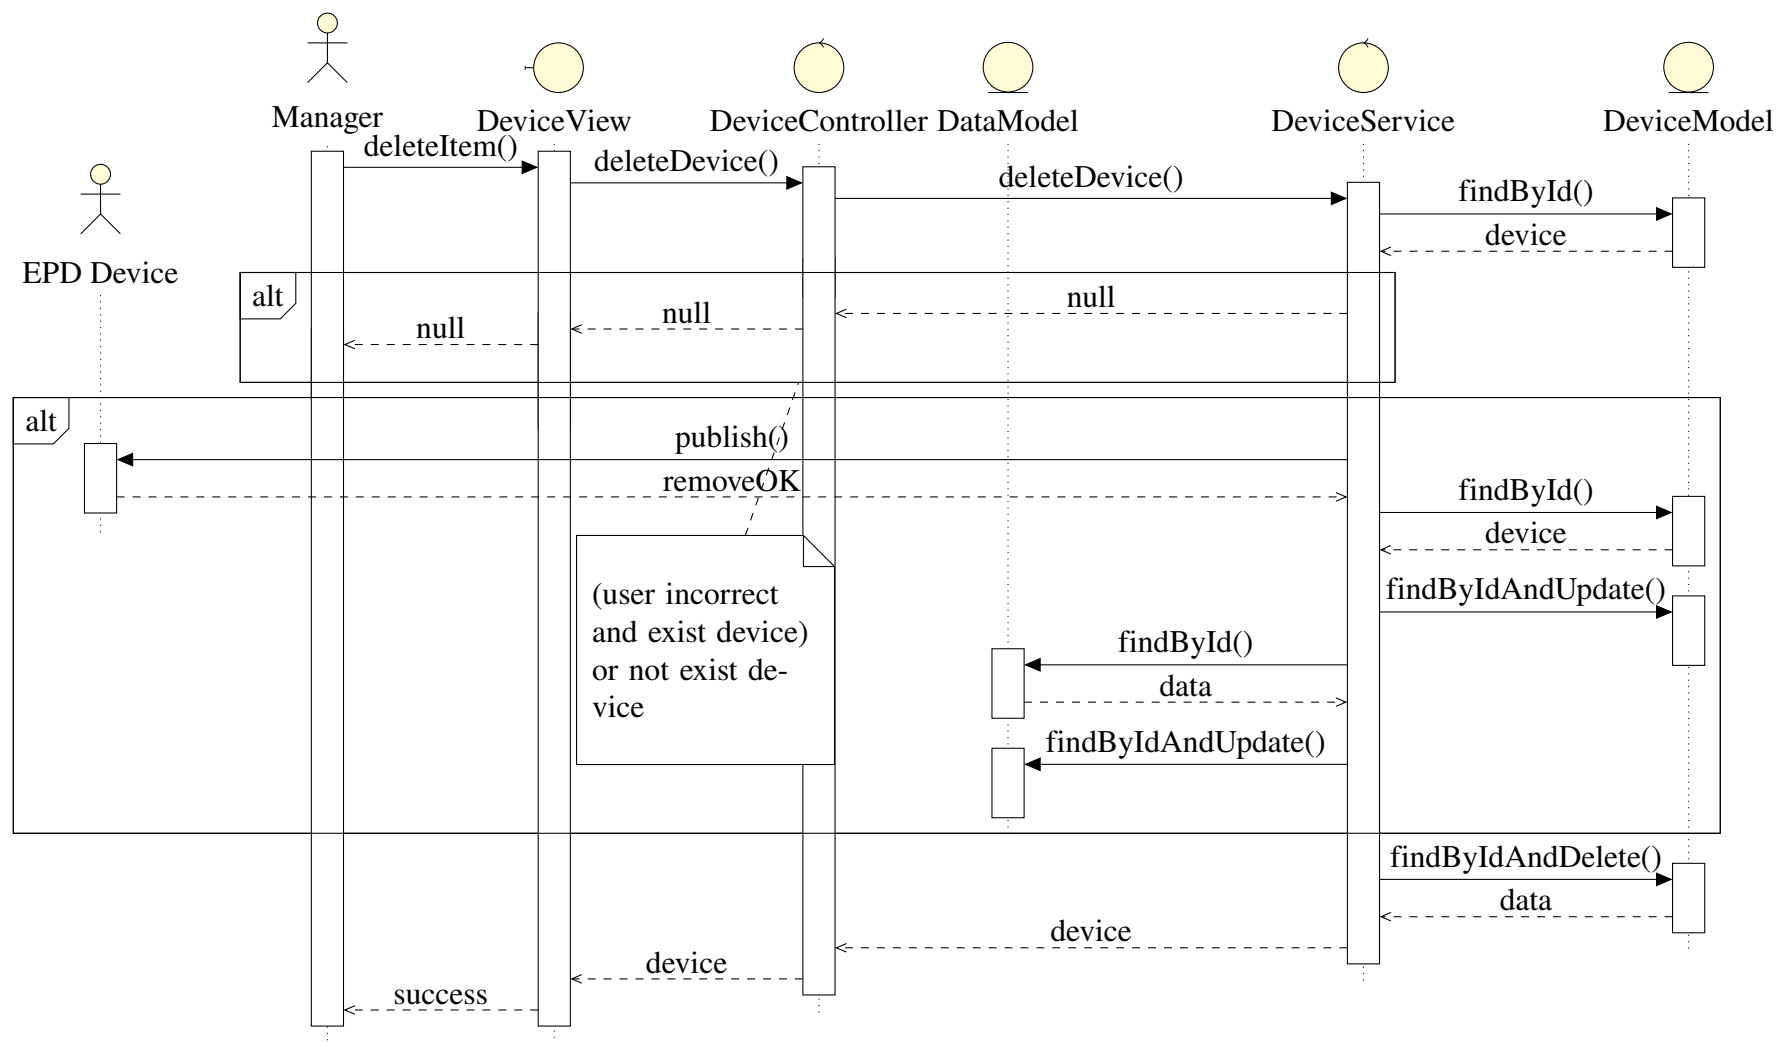 Manager
DeviceView
DeviceController
DataModel
DeviceService
DeviceModel
deleteItem()
deleteDevice()
deleteDevice()
findById()
device
EPD Device
alt
null
null
null
alt
publish()
removeOK
findById()
device
(user incorrect
and exist device)
or not exist de-
vice
findByIdAndUpdate()
findById()
data
findByIdAndUpdate()
findByIdAndDelete()
data
device
device
success